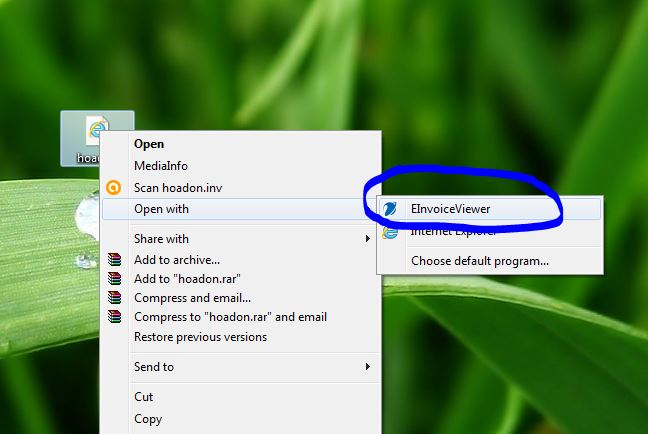 hoado
Open
MediaInfo
Scan hoadon.inv
Open with
EInvoiceViewer
Internet Explorer
Choose default program...
Share with
Add to archive...
Add to "hoadon.rar"
Compress and email...
Compress to "hoadon.rar" and email
Restore previous versions
Send to
Cut
Copy